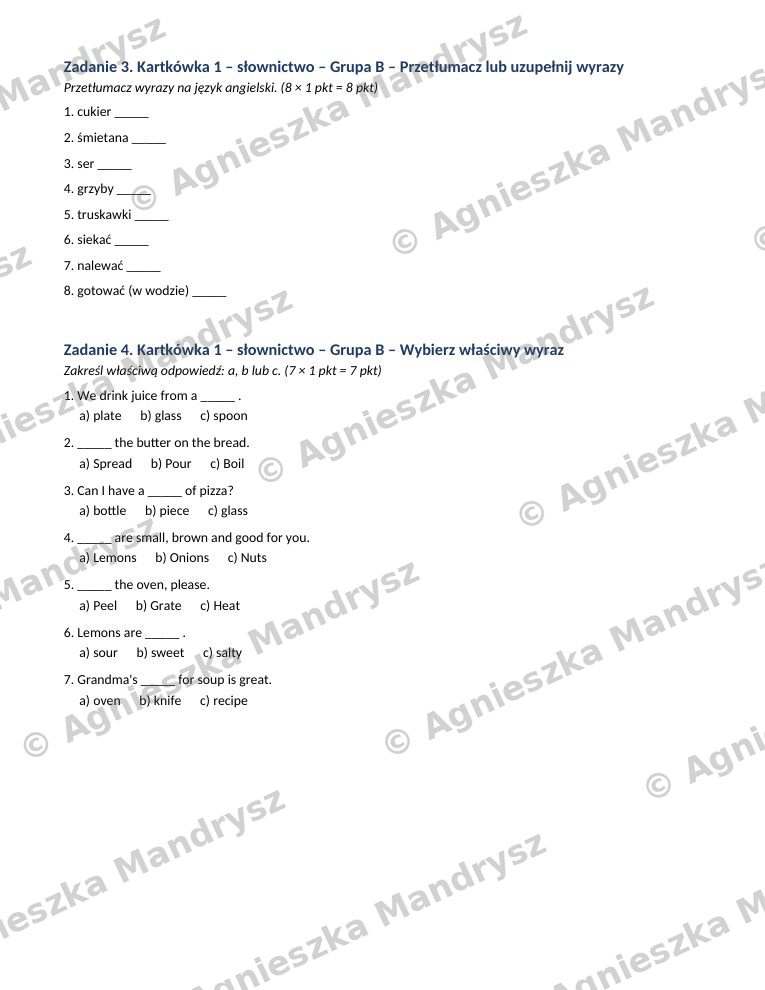 Zadanie 3. Kartkówka 1 – słownictwo – Grupa B – Przetłumacz lub uzupełnij wyrazy
Przetłumacz wyrazy na język angielski. (8 × 1 pkt = 8 pkt)
1. cukier _____
2. śmietana _____
3. ser _____
4. grzyby _____
5. truskawki _____
6. siekać _____
7. nalewać _____
8. gotować (w wodzie) _____
Zadanie 4. Kartkówka 1 – słownictwo – Grupa B – Wybierz właściwy wyraz
Zakreśl właściwą odpowiedź: a, b lub c. (7 × 1 pkt = 7 pkt)
1. We drink juice from a _____ .
a) plate b) glass c) spoon
2. _____ the butter on the bread.
a) Spread b) Pour c) Boil
3. Can I have a _____ of pizza?
a) bottle b) piece c) glass
4. _____ are small, brown and good for you.
a) Lemons b) Onions c) Nuts
5. _____ the oven, please.
a) Peel b) Grate c) Heat
6. Lemons are _____ .
a) sour b) sweet c) salty
7. Grandma's _____ for soup is great.
a) oven b) knife c) recipe
© Agnieszka Mandrysz
© Agnieszka Mandrysz
© Agnieszka Mandrysz
© Agnieszka Mandrysz
© Agnieszka Mandrysz
© Agnieszka Mandrysz